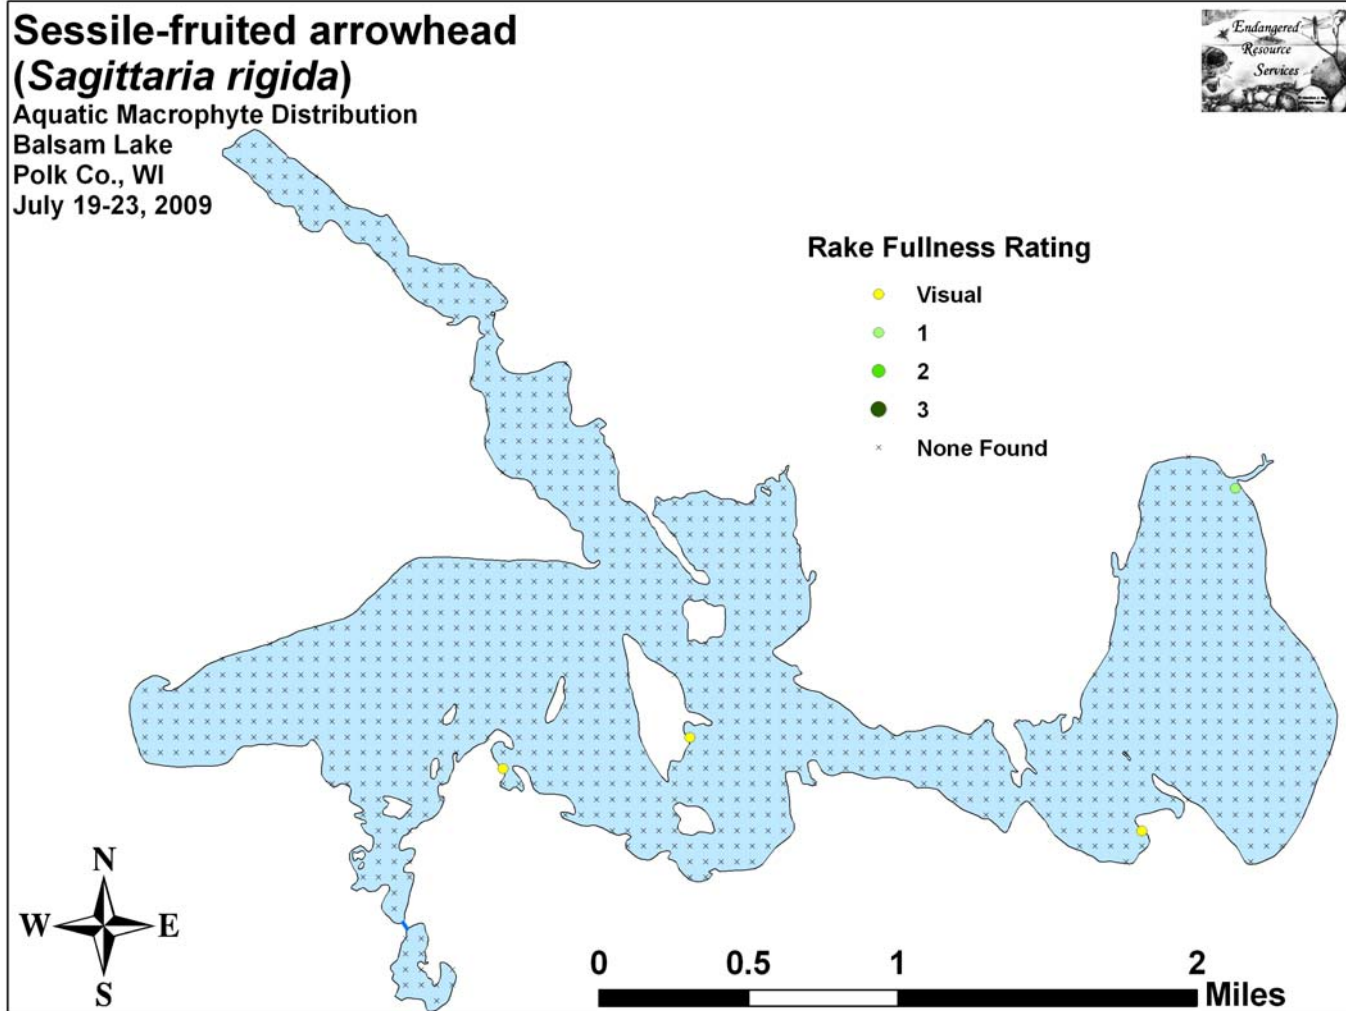 Sessile-fruited arrowhead
(Sagittaria rigida)
Aquatic Macrophyte Distribution
Balsam Lake
Polk Co., WI
July 19-23, 2009
Endangered
Resource
Services
Rake Fullness Rating
Visual
1
2
3
None Found
N
W E
S
0 0.5 1 2
Miles